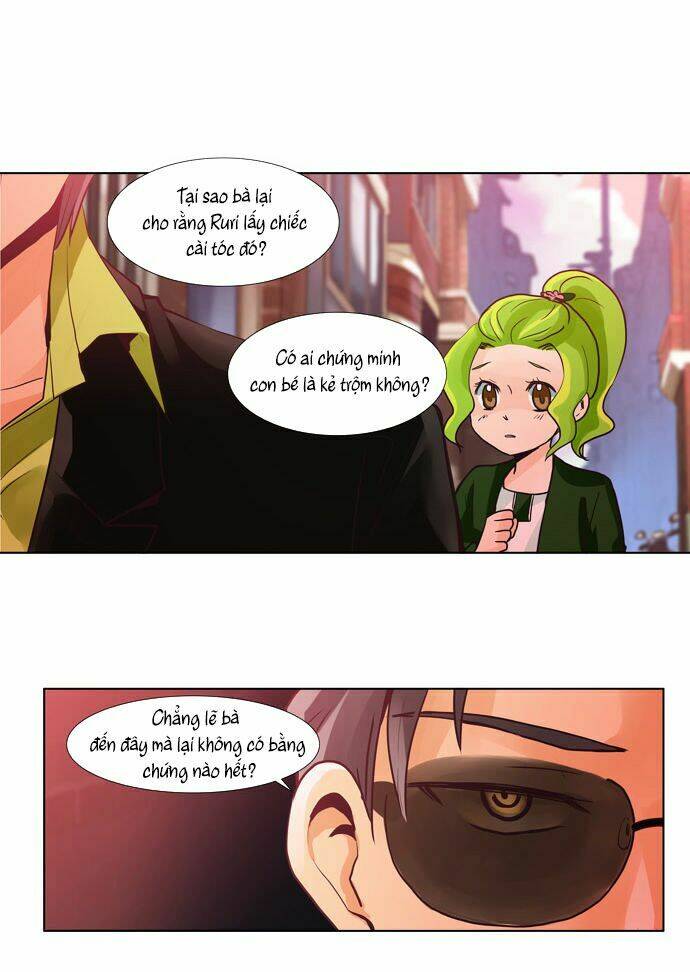 Tại sao bà lại
cho rằng Ruri lấy chiếc
cài tóc đó?
Có ai chứng minh
con bé là kẻ trộm không?
Chẳng lẽ bà
đến đây mà lại không có bằng
chứng nào hết?